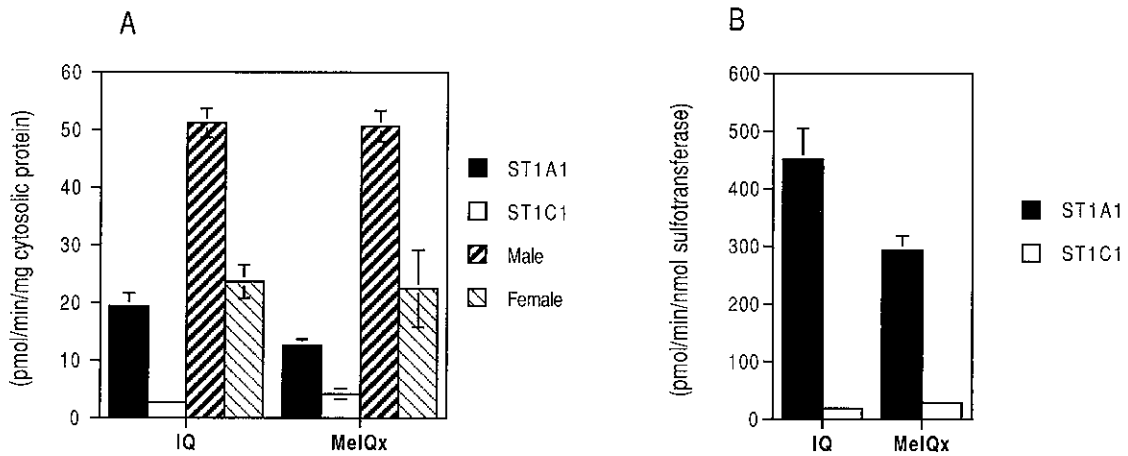 A
(pmol/min/mg cytosolic protein)
60
50
40
30
20
10
0
IQ
MeIQx
ST1A1
ST1C1
Male
Female
B
(pmol/min/nmol sulfotransferase)
600
500
400
300
200
100
0
IQ
MeIQx
ST1A1
ST1C1